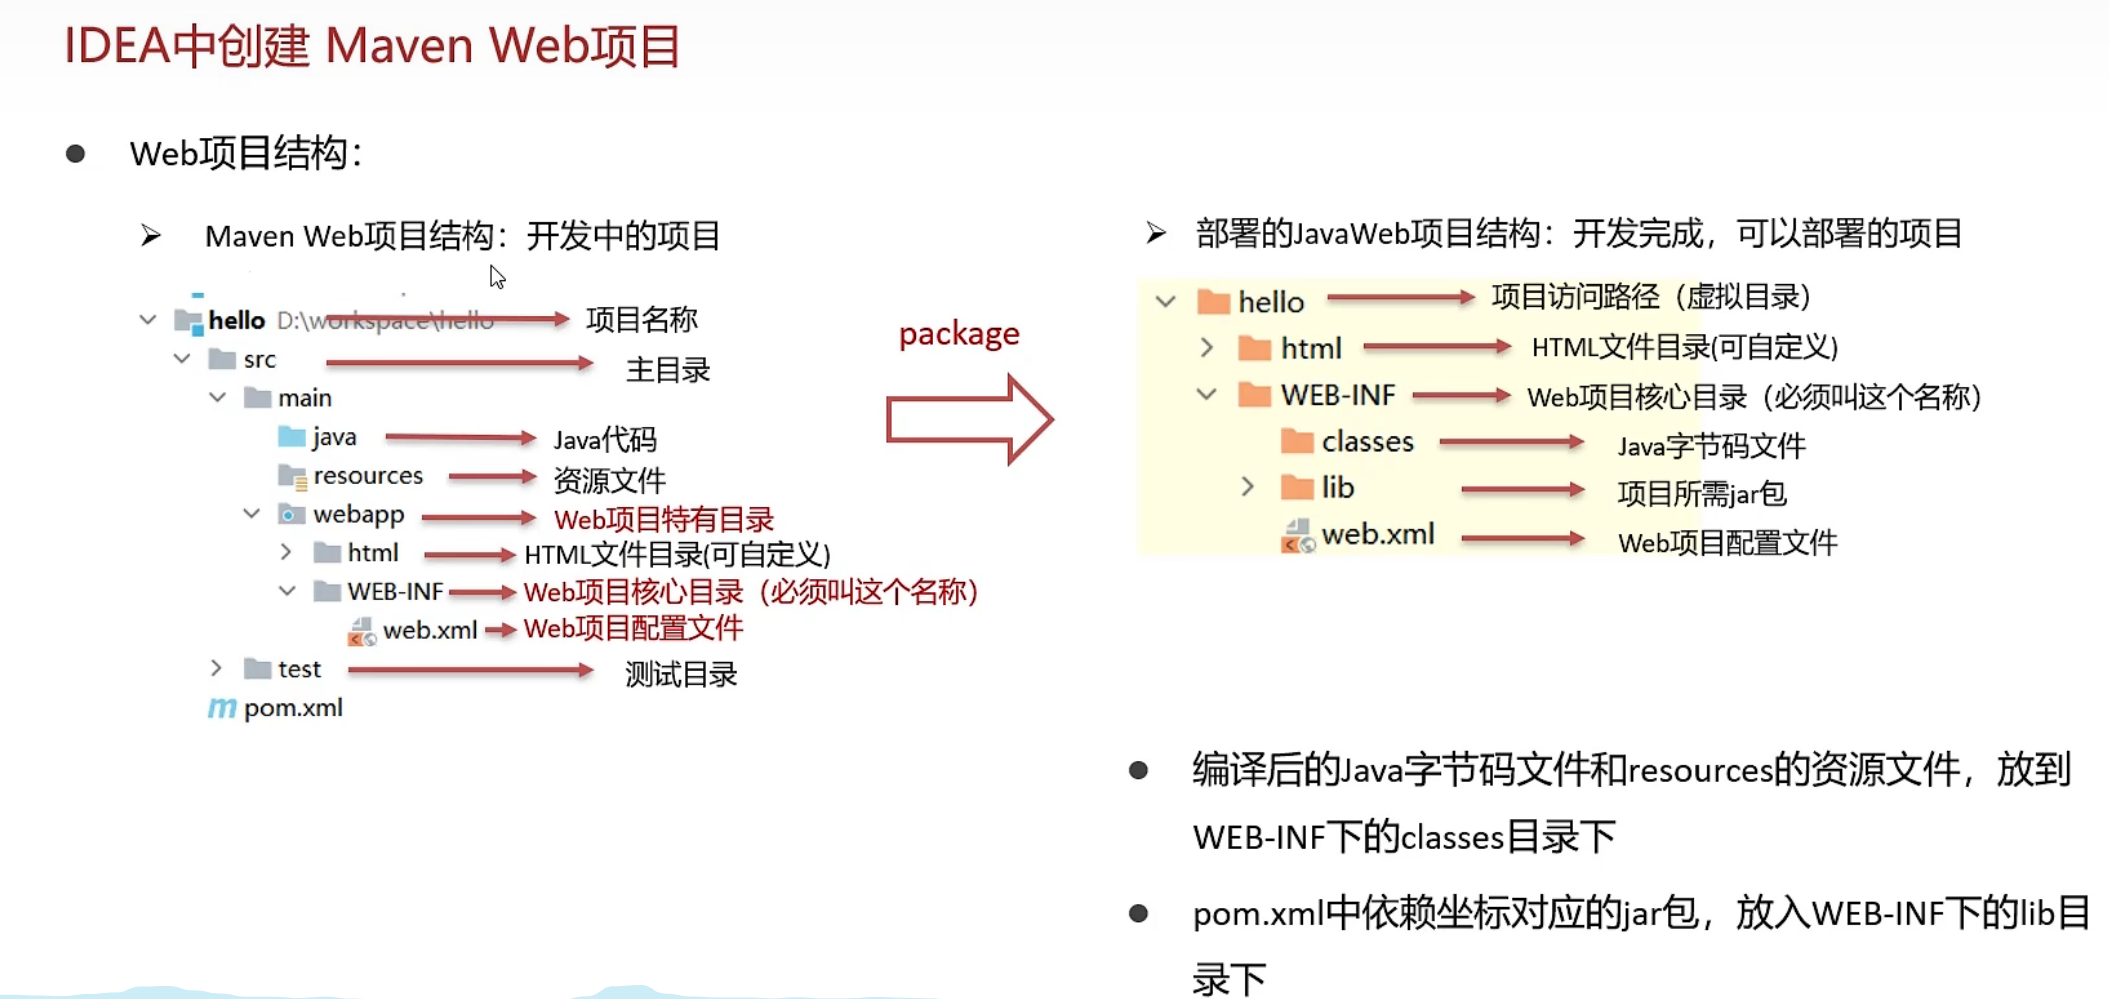 IDEA中创建 Maven Web项目
Web项目结构：
Maven Web项目结构：开发中的项目
hello D:\workspace\hello 项目名称
src 主目录
main
java Java代码
resources 资源文件
webapp Web项目特有目录
html HTML文件目录(可自定义)
WEB-INF Web项目核心目录（必须叫这个名称）
web.xml Web项目配置文件
test 测试目录
pom.xml
package
部署的JavaWeb项目结构：开发完成，可以部署的项目
hello 项目访问路径（虚拟目录）
html HTML文件目录(可自定义)
WEB-INF Web项目核心目录（必须叫这个名称）
classes Java字节码文件
lib 项目所需jar包
web.xml Web项目配置文件
编译后的Java字节码文件和resources的资源文件，放到
WEB-INF下的classes目录下
pom.xml中依赖坐标对应的jar包，放入WEB-INF下的lib目
录下